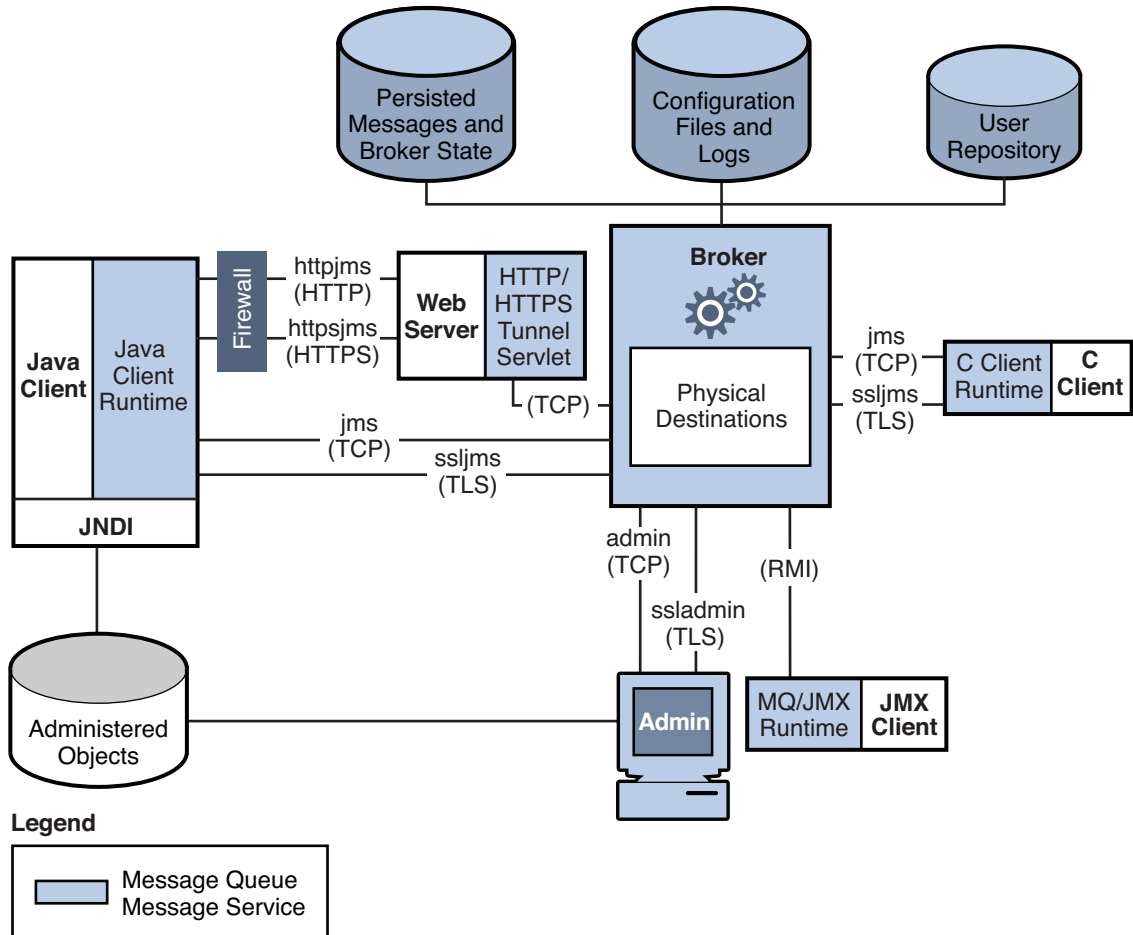 Persisted
Messages and
Broker State
Configuration
Files and
Logs
User
Repository
Java
Client
Java
Client
Runtime
JNDI
Firewall
httpjms
(HTTP)
httpsjms
(HTTPS)
Web
Server
HTTP/
HTTPS
Tunnel
Servlet
(TCP)
jms
(TCP)
ssljms
(TLS)
Broker
Physical
Destinations
jms
(TCP)
ssljms
(TLS)
C Client
Runtime
C
Client
admin
(TCP)
ssladmin
(TLS)
(RMI)
Administered
Objects
Admin
MQ/JMX
Runtime
JMX
Client
Legend
Message Queue
Message Service